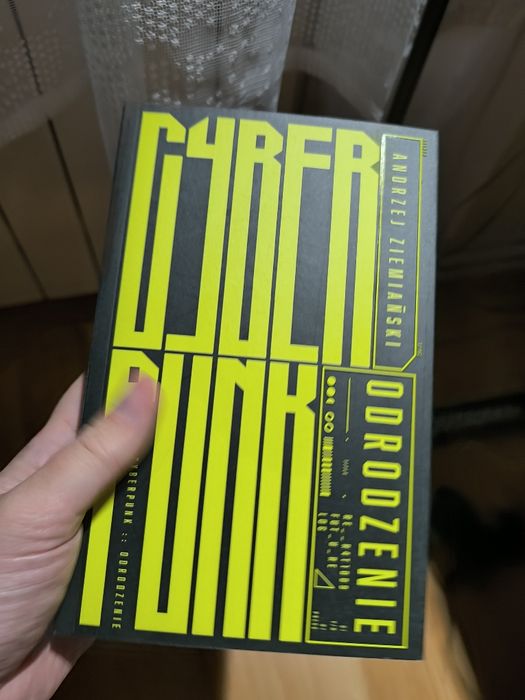 CYBER
PUNK
ANDRZEJ ZIEMIAŃSKI
ODRODZENIE
CYBERPUNK :: ODRODZENIE